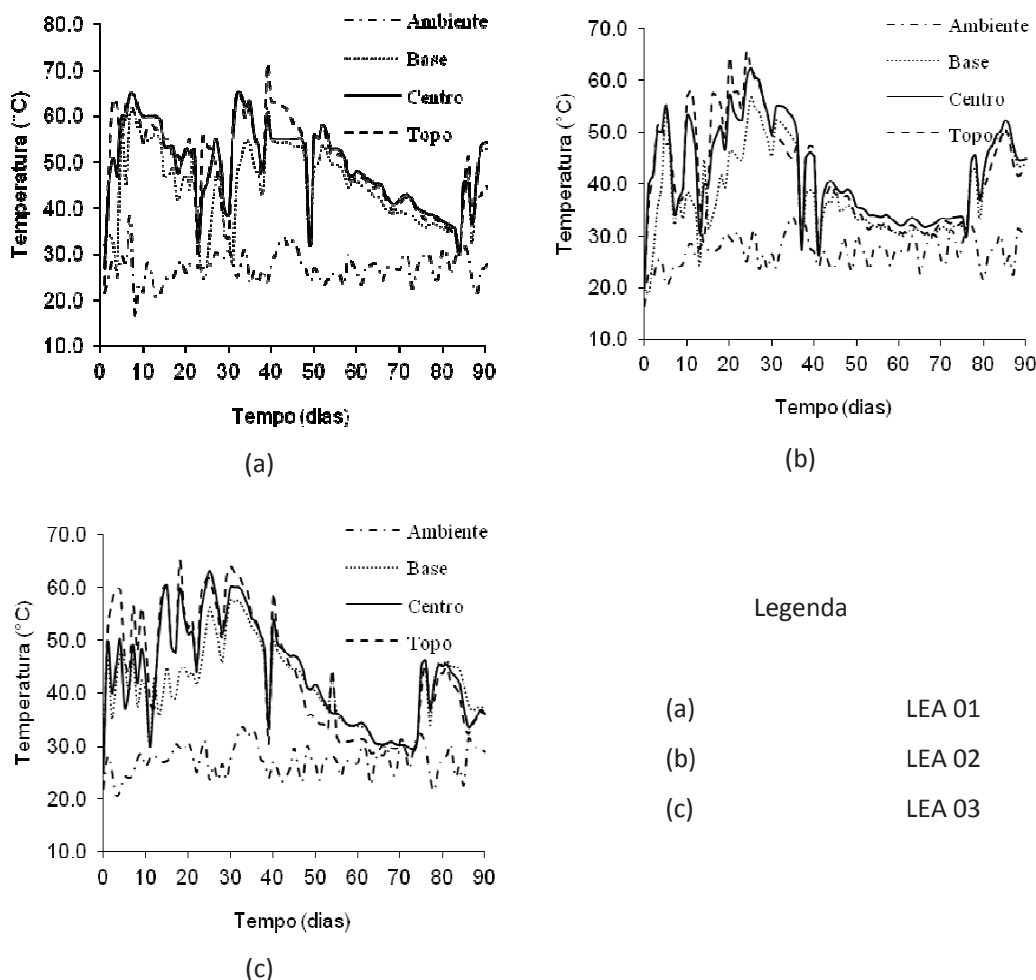 Temperatura (°C)
80.0
70.0
60.0
50.0
40.0
30.0
20.0
10.0
0 10 20 30 40 50 60 70 80 90
Tempo (dias)
Ambiente
Base
Centro
Topo
(a)
Temperatura (°C)
70.0
60.0
50.0
40.0
30.0
20.0
10.0
0 10 20 30 40 50 60 70 80 90
Tempo (dias)
Ambiente
Base
Centro
Topo
(b)
Temperatura (°C)
70.0
60.0
50.0
40.0
30.0
20.0
10.0
0 10 20 30 40 50 60 70 80 90
Tempo (dias)
Ambiente
Base
Centro
Topo
(c)
Legenda
(a) LEA 01
(b) LEA 02
(c) LEA 03